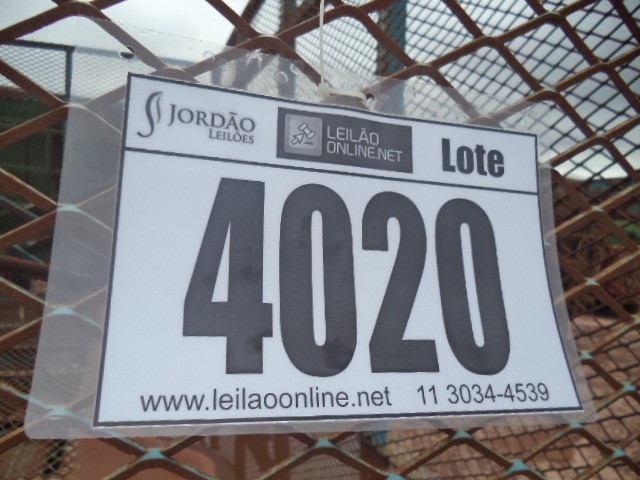 JORDÃO LEILÕES
LEILÃO ONLINE.NET
Lote
4020
www.leilaoonline.net 11 3034-4539